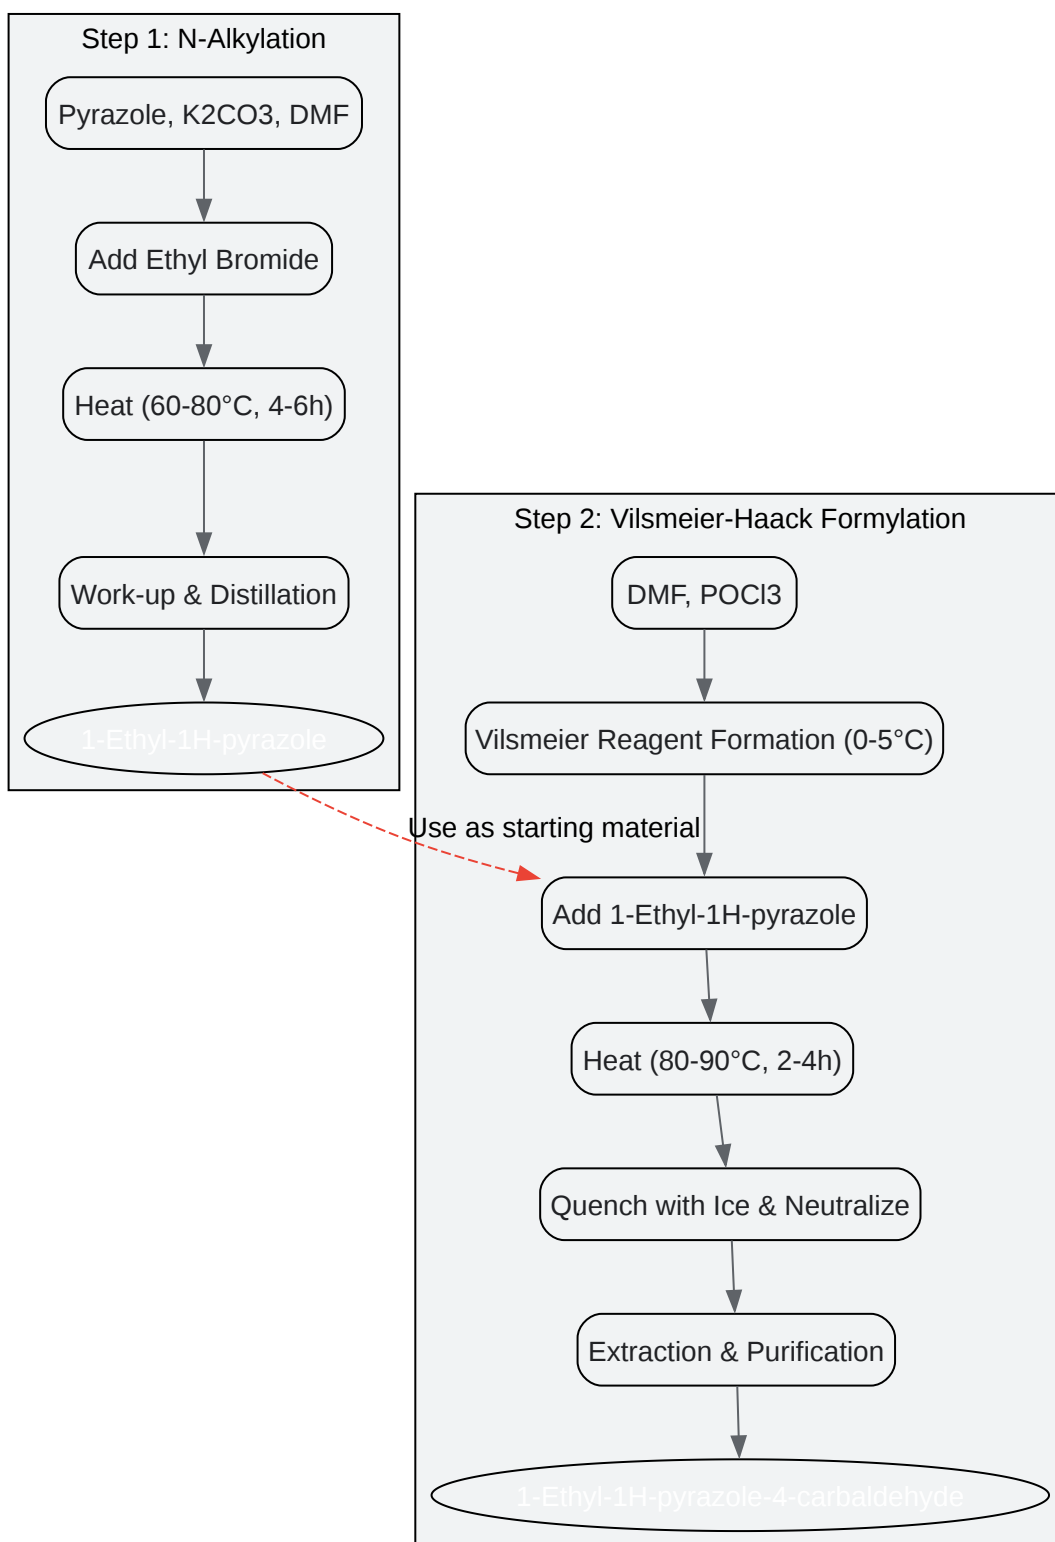 Step 1: N-Alkylation
Pyrazole, K2CO3, DMF
Add Ethyl Bromide
Heat (60-80°C, 4-6h)
Work-up & Distillation
1-Ethyl-1H-pyrazole
Use as starting material
Step 2: Vilsmeier-Haack Formylation
DMF, POCl3
Vilsmeier Reagent Formation (0-5°C)
Add 1-Ethyl-1H-pyrazole
Heat (80-90°C, 2-4h)
Quench with Ice & Neutralize
Extraction & Purification
1-Ethyl-1H-pyrazole-4-carbaldehyde